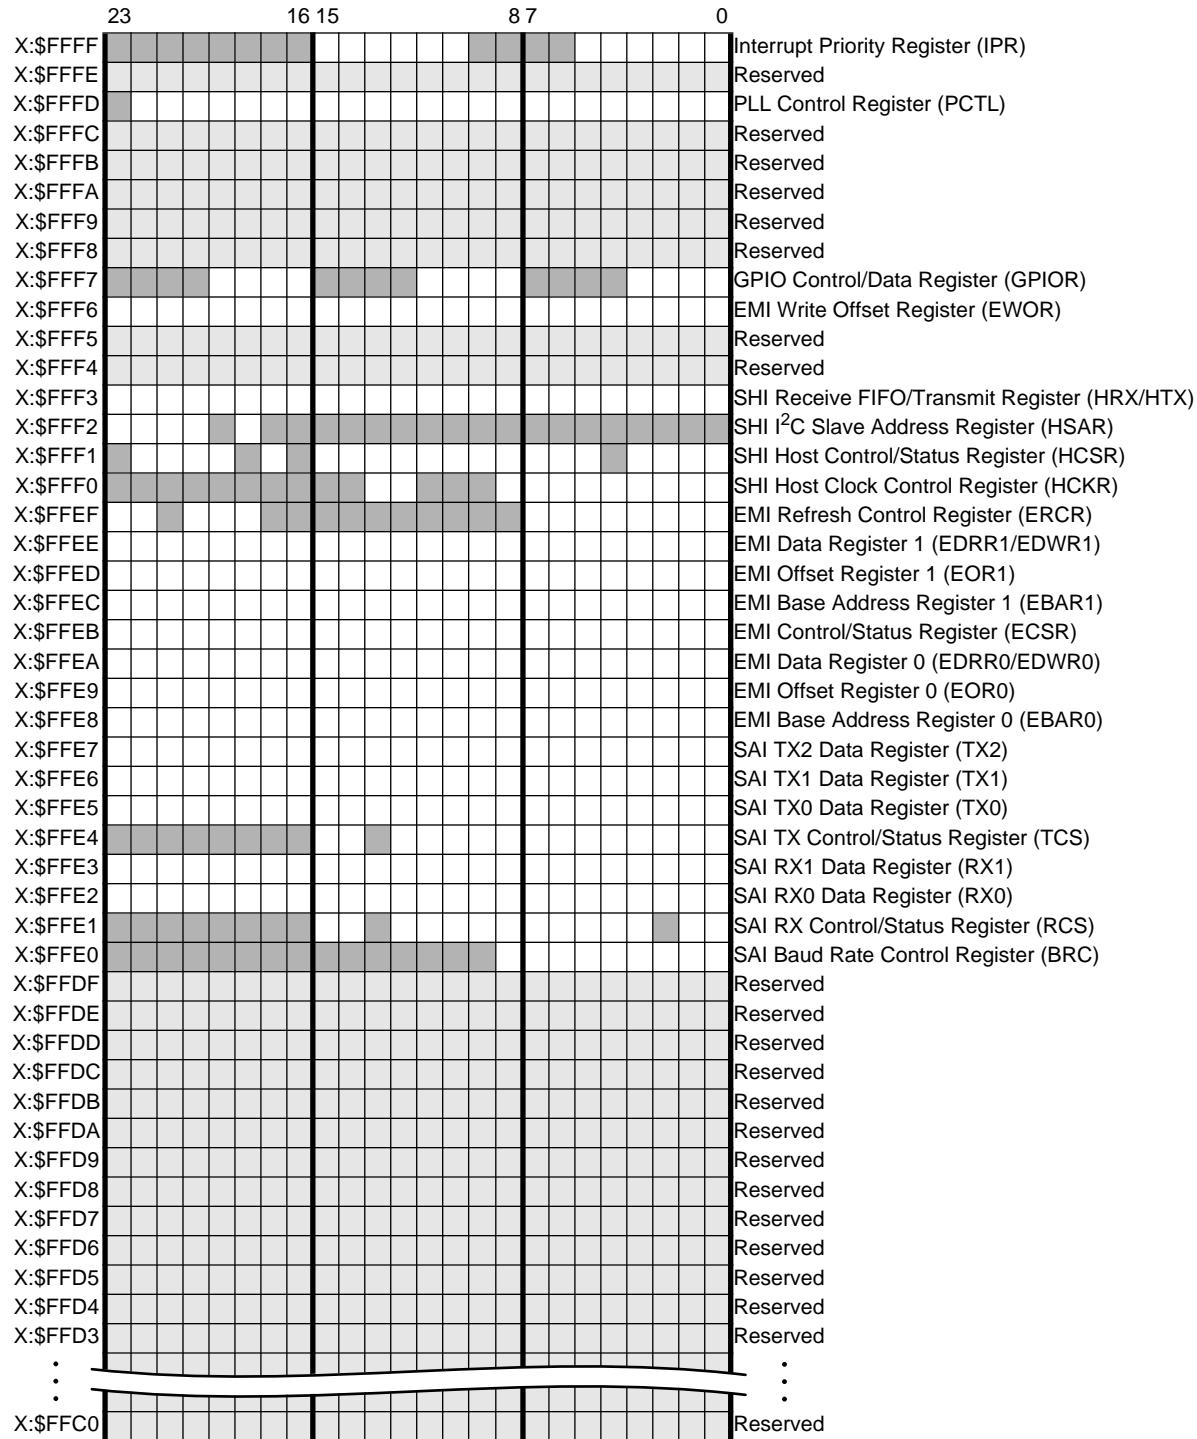 23 16 15 8 7 0
X:$FFFF Interrupt Priority Register (IPR)
X:$FFFE Reserved
X:$FFFD PLL Control Register (PCTL)
X:$FFFC Reserved
X:$FFFB Reserved
X:$FFFA Reserved
X:$FFF9 Reserved
X:$FFF8 Reserved
X:$FFF7 GPIO Control/Data Register (GPIOR)
X:$FFF6 EMI Write Offset Register (EWOR)
X:$FFF5 Reserved
X:$FFF4 Reserved
X:$FFF3 SHI Receive FIFO/Transmit Register (HRX/HTX)
X:$FFF2 SHI I²C Slave Address Register (HSAR)
X:$FFF1 SHI Host Control/Status Register (HCSR)
X:$FFF0 SHI Host Clock Control Register (HCKR)
X:$FFEF EMI Refresh Control Register (ERCR)
X:$FFEE EMI Data Register 1 (EDRR1/EDWR1)
X:$FFED EMI Offset Register 1 (EOR1)
X:$FFEC EMI Base Address Register 1 (EBAR1)
X:$FFEB EMI Control/Status Register (ECSR)
X:$FFEA EMI Data Register 0 (EDRR0/EDWR0)
X:$FFE9 EMI Offset Register 0 (EOR0)
X:$FFE8 EMI Base Address Register 0 (EBAR0)
X:$FFE7 SAI TX2 Data Register (TX2)
X:$FFE6 SAI TX1 Data Register (TX1)
X:$FFE5 SAI TX0 Data Register (TX0)
X:$FFE4 SAI TX Control/Status Register (TCS)
X:$FFE3 SAI RX1 Data Register (RX1)
X:$FFE2 SAI RX0 Data Register (RX0)
X:$FFE1 SAI RX Control/Status Register (RCS)
X:$FFE0 SAI Baud Rate Control Register (BRC)
X:$FFDF Reserved
X:$FFDE Reserved
X:$FFDD Reserved
X:$FFDC Reserved
X:$FFDB Reserved
X:$FFDA Reserved
X:$FFD9 Reserved
X:$FFD8 Reserved
X:$FFD7 Reserved
X:$FFD6 Reserved
X:$FFD5 Reserved
X:$FFD4 Reserved
X:$FFD3 Reserved
X:$FFC0 Reserved